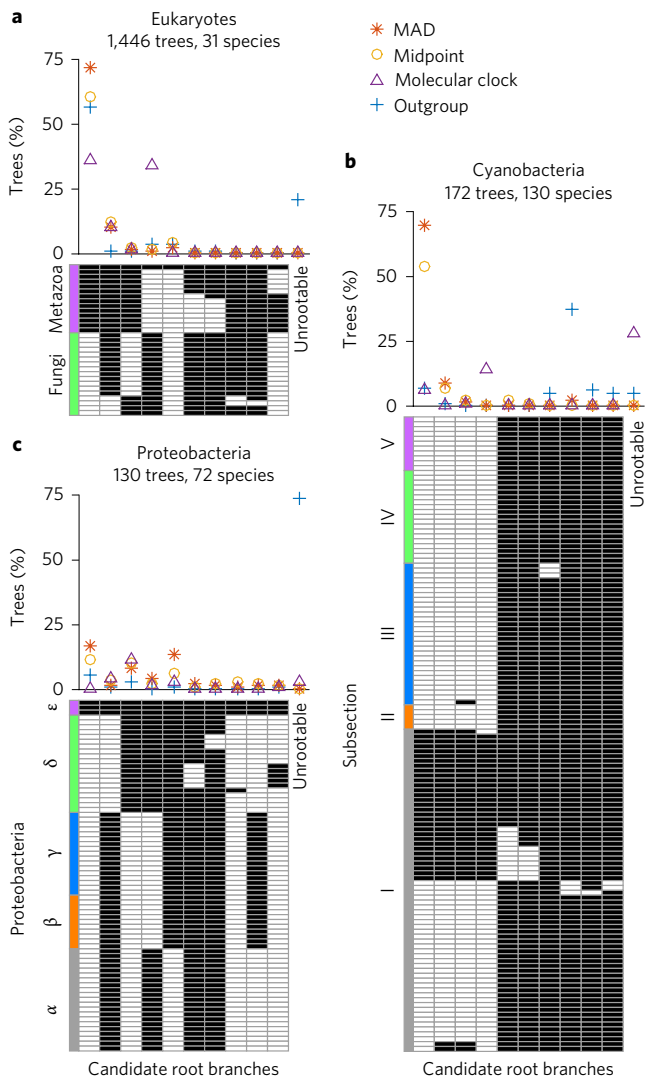 a
Eukaryotes
1,446 trees, 31 species
MAD
Midpoint
Molecular clock
Outgroup
75
50
25
0
Trees (%)
Metazoa
Fungi
Unrootable
b
Cyanobacteria
172 trees, 130 species
75
50
25
0
Trees (%)
V
IV
III
II
I
Subsection
Unrootable
Candidate root branches
c
Proteobacteria
130 trees, 72 species
75
50
25
0
Trees (%)
ε
δ
γ
β
α
Proteobacteria
Unrootable
Candidate root branches